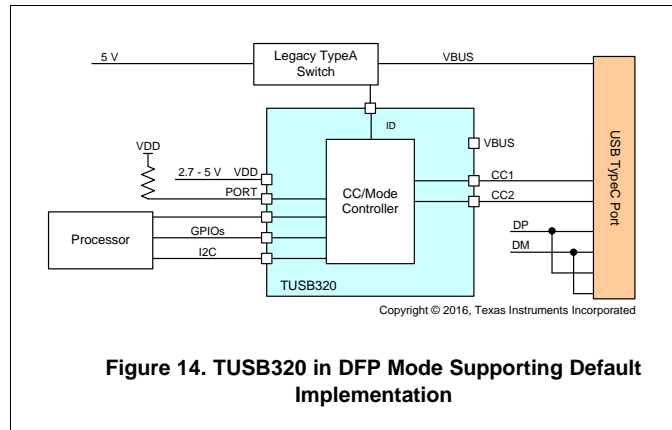 5 V
Legacy TypeA
Switch
VBUS
ID
VDD
2.7 - 5 V VDD
PORT
CC/Mode
Controller
VBUS
CC1
CC2
Processor
GPIOs
I2C
DP
DM
TUSB320
USB TypeC Port
Copyright © 2016, Texas Instruments Incorporated
Figure 14. TUSB320 in DFP Mode Supporting Default
Implementation